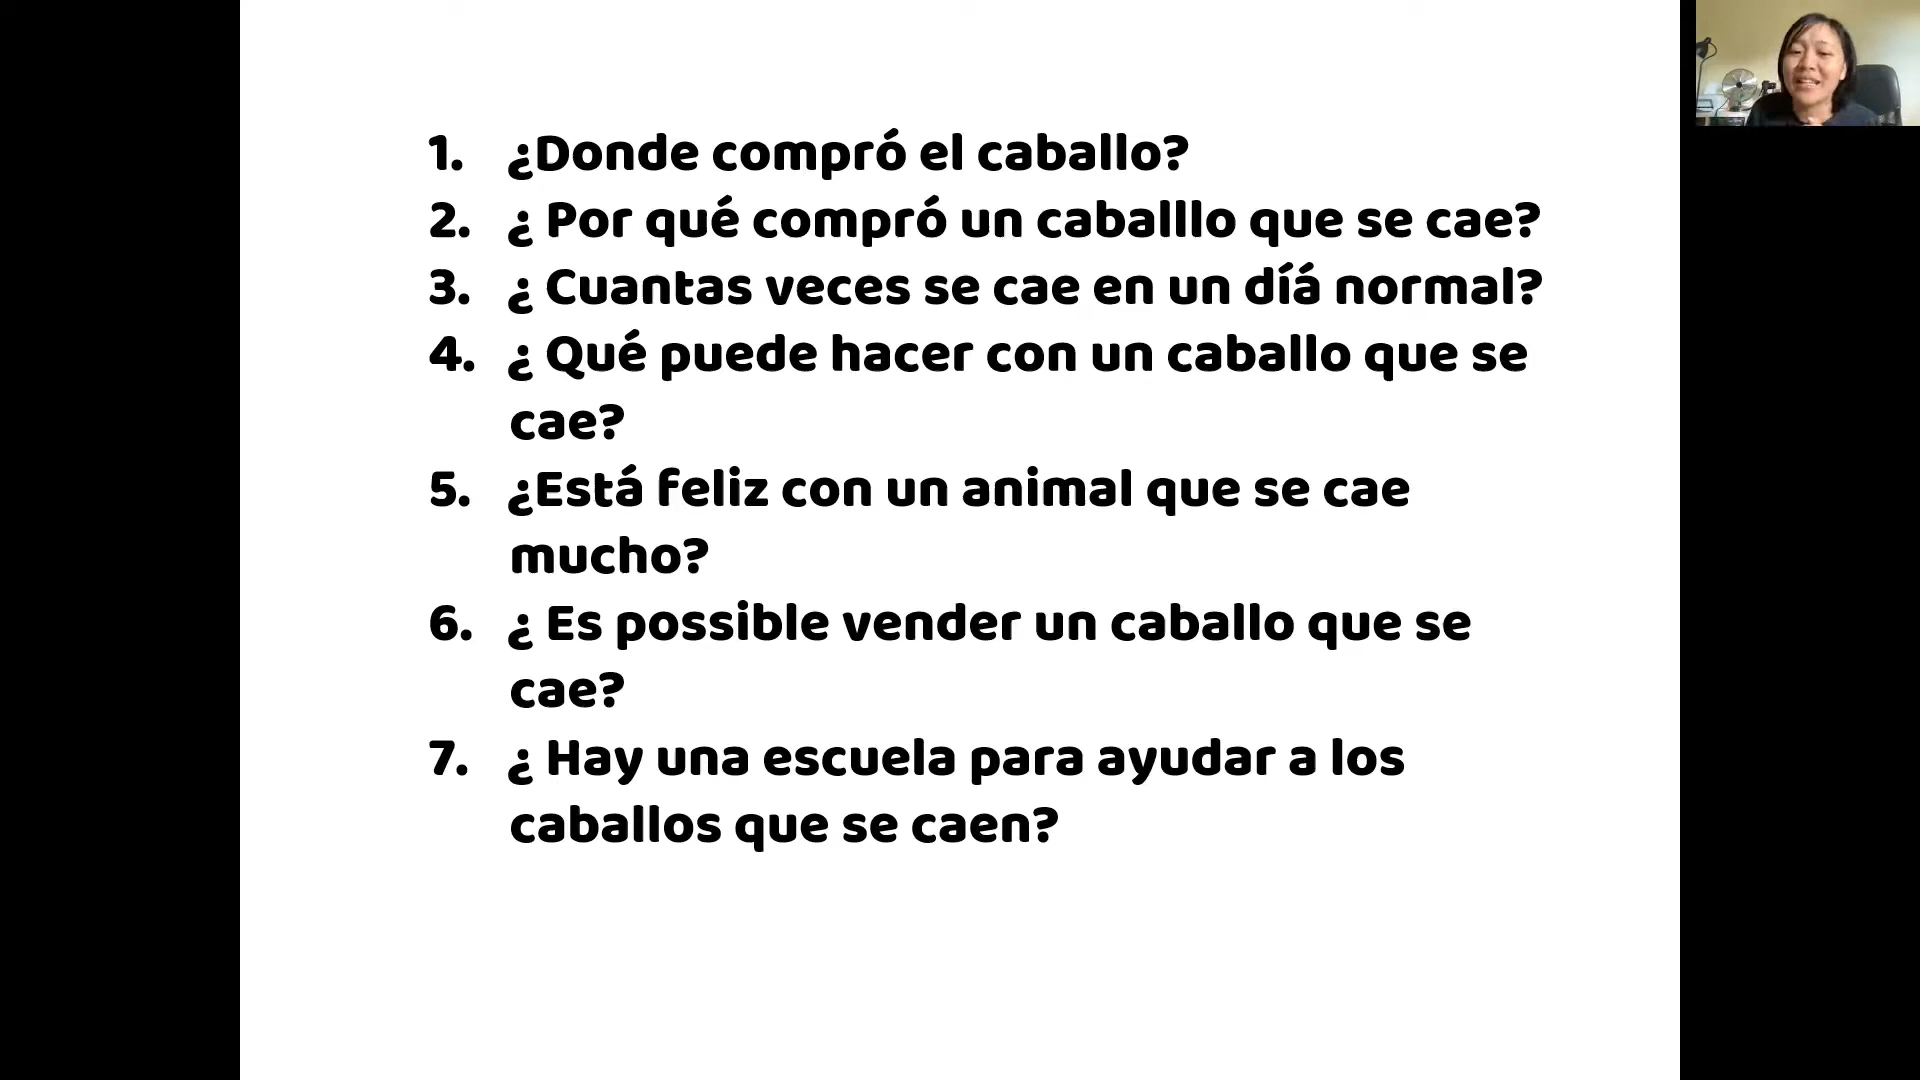 1. ¿Donde compró el caballo?
2. ¿ Por qué compró un caballlo que se cae?
3. ¿ Cuantas veces se cae en un díá normal?
4. ¿ Qué puede hacer con un caballo que se
cae?
5. ¿Está feliz con un animal que se cae
mucho?
6. ¿ Es possible vender un caballo que se
cae?
7. ¿ Hay una escuela para ayudar a los
caballos que se caen?